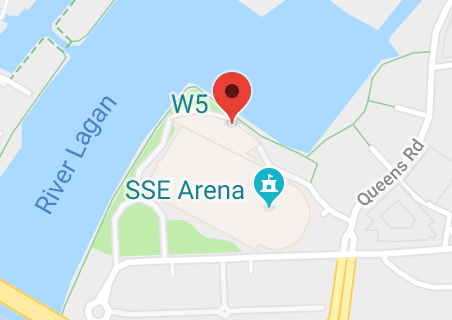 W5
River Lagan
SSE Arena
Queens Rd